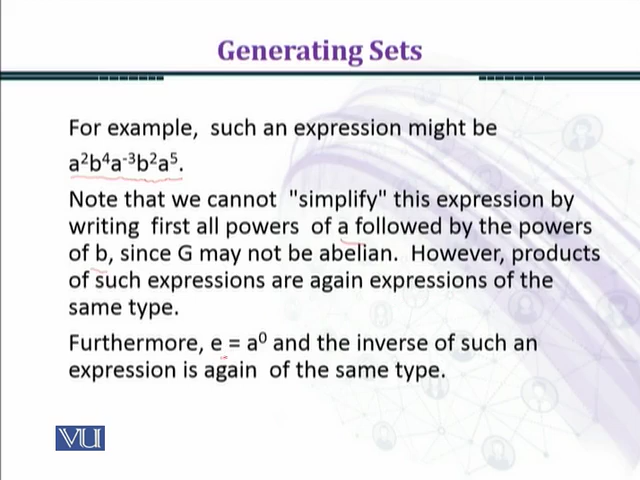 Generating Sets
For example, such an expression might be
a²b⁴a⁻³b²a⁵.
Note that we cannot "simplify" this expression by
writing first all powers of a followed by the powers
of b, since G may not be abelian. However, products
of such expressions are again expressions of the
same type.
Furthermore, e = a⁰ and the inverse of such an
expression is again of the same type.
VU